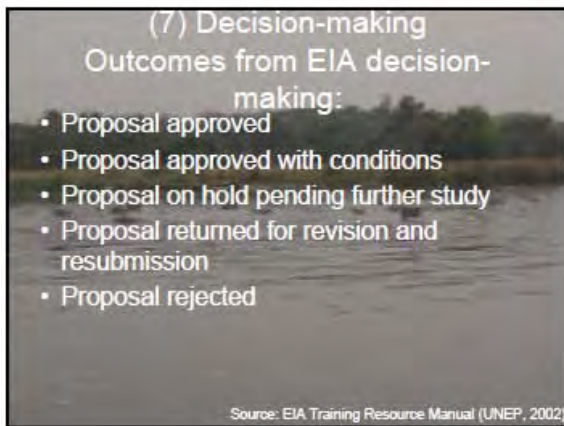 (7) Decision-making
Outcomes from EIA decision-
making:
• Proposal approved
• Proposal approved with conditions
• Proposal on hold pending further study
• Proposal returned for revision and
resubmission
• Proposal rejected
Source: EIA Training Resource Manual (UNEP, 2002)